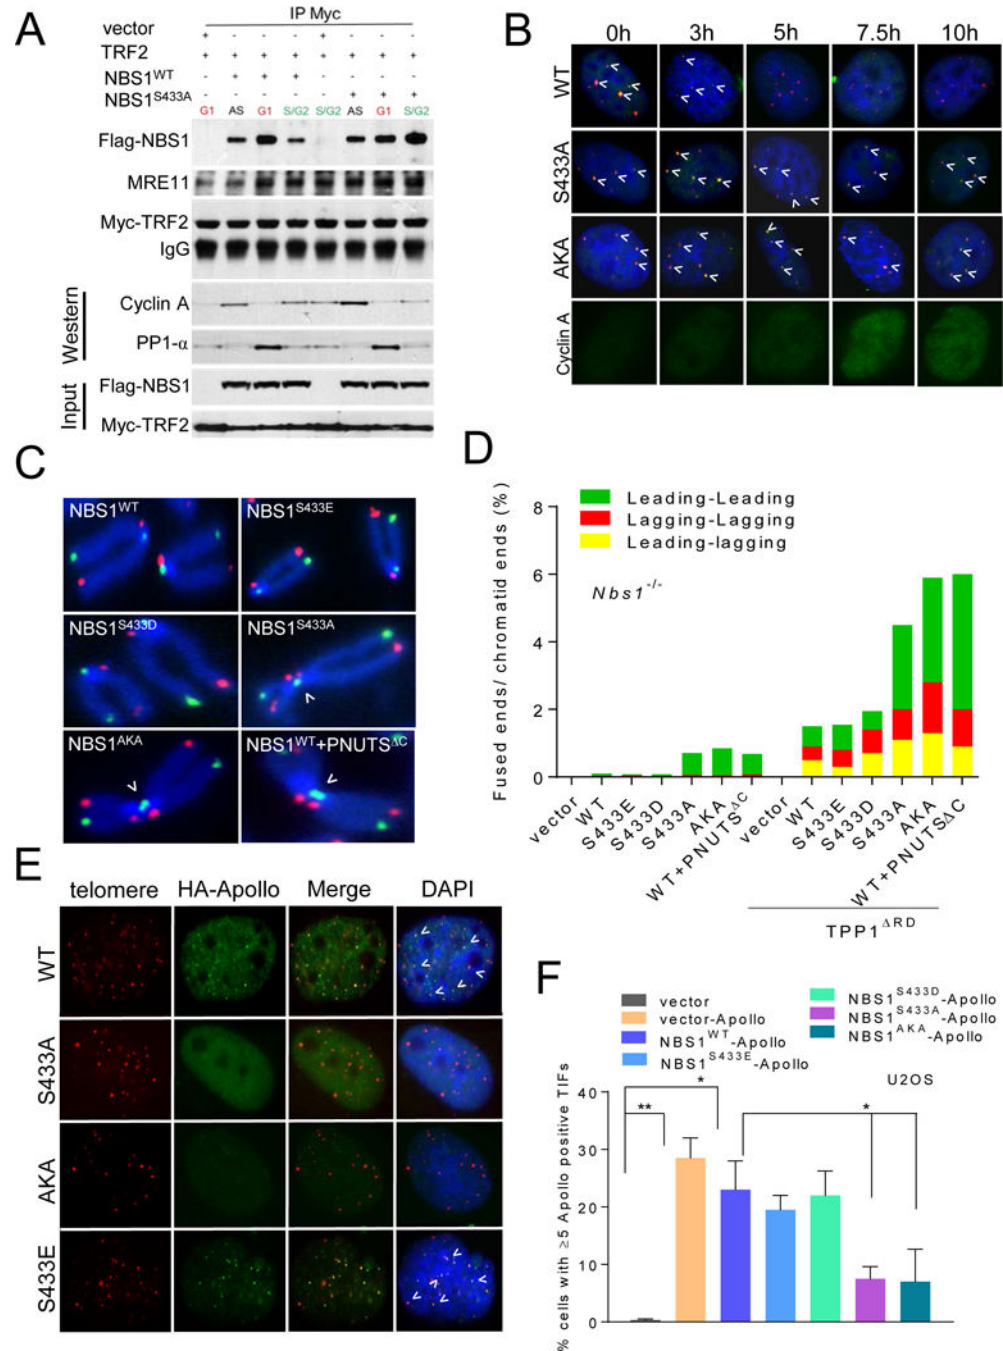 A
IP Myc
vector + - - - + - - -
TRF2 + + + + + + + +
NBS1WT - + + + - - - -
NBS1S433A - - - - - + + +
G1 AS G1 S/G2 S/G2 AS G1 S/G2
Flag-NBS1
MRE11
Myc-TRF2
IgG
Western
Cyclin A
PP1-α
Input
Flag-NBS1
Myc-TRF2
B
0h 3h 5h 7.5h 10h
WT
S433A
AKA
Cyclin A
C
NBS1WT
NBS1S433E
NBS1S433D
NBS1S433A
NBS1AKA
NBS1WT+PNUTSΔC
D
Fused ends/ chromatid ends (%)
8
6
4
2
0
Leading-Leading
Lagging-Lagging
Leading-lagging
Nbs1-/-
vector
WT
S433E
S433D
S433A
AKA
WT+PNUTSΔC
vector
WT
S433E
S433D
S433A
AKA
WT+PNUTSΔC
TPP1ΔRD
E
telomere HA-Apollo Merge DAPI
WT
S433A
AKA
S433E
F
vector
vector-Apollo
NBS1WT-Apollo
NBS1S433E-Apollo
NBS1S433D-Apollo
NBS1S433A-Apollo
NBS1AKA-Apollo
U2OS
% cells with ≥5 Apollo positive TIFs
40
30
20
10
0
**
*
*